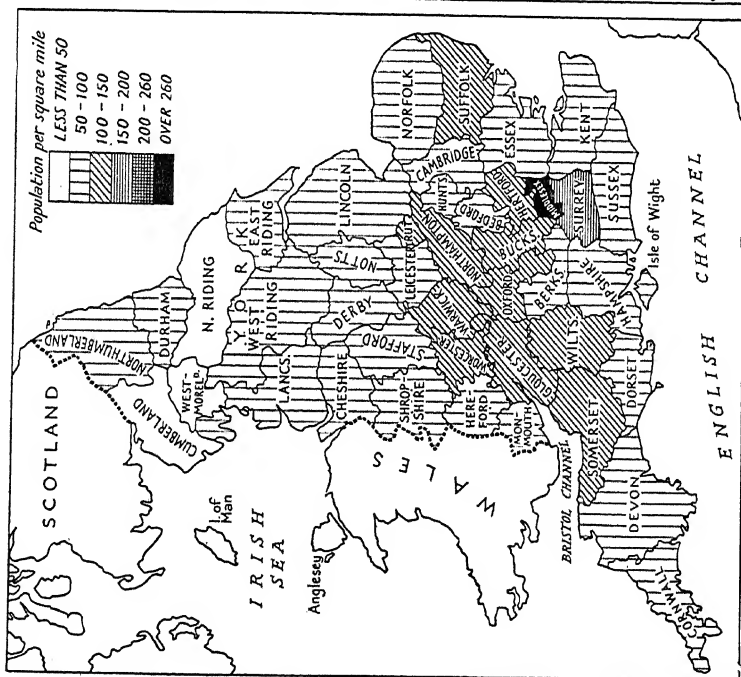 Population per square mile
LESS THAN 50
50 – 100
100 – 150
150 – 200
200 – 260
OVER 260
SCOTLAND
NORTHUMBERLAND
CUMBERLAND
DURHAM
WEST-
MORELD.
N. RIDING
YORK
EAST
RIDING
WEST
RIDING
LANCS.
I. of
Man
IRISH
SEA
Anglesey
CHESHIRE
DERBY
NOTTS
LINCOLN
SHROP-
SHIRE
STAFFORD
LEICESTER
RUT.
NORFOLK
WALES
HERE-
FORD
WORCESTER
WARWICK
NORTHAMPTON
HUNTS
CAMBRIDGE
SUFFOLK
MON-
MOUTH
GLOUCESTER
OXFORD
BUCKS
BEDFORD
HERTFORD
ESSEX
BRISTOL CHANNEL
WILTS.
BERKS
SURREY
KENT
SOMERSET
HAMPSHIRE
SUSSEX
DEVON
DORSET
Isle of Wight
CORNWALL
ENGLISH CHANNEL